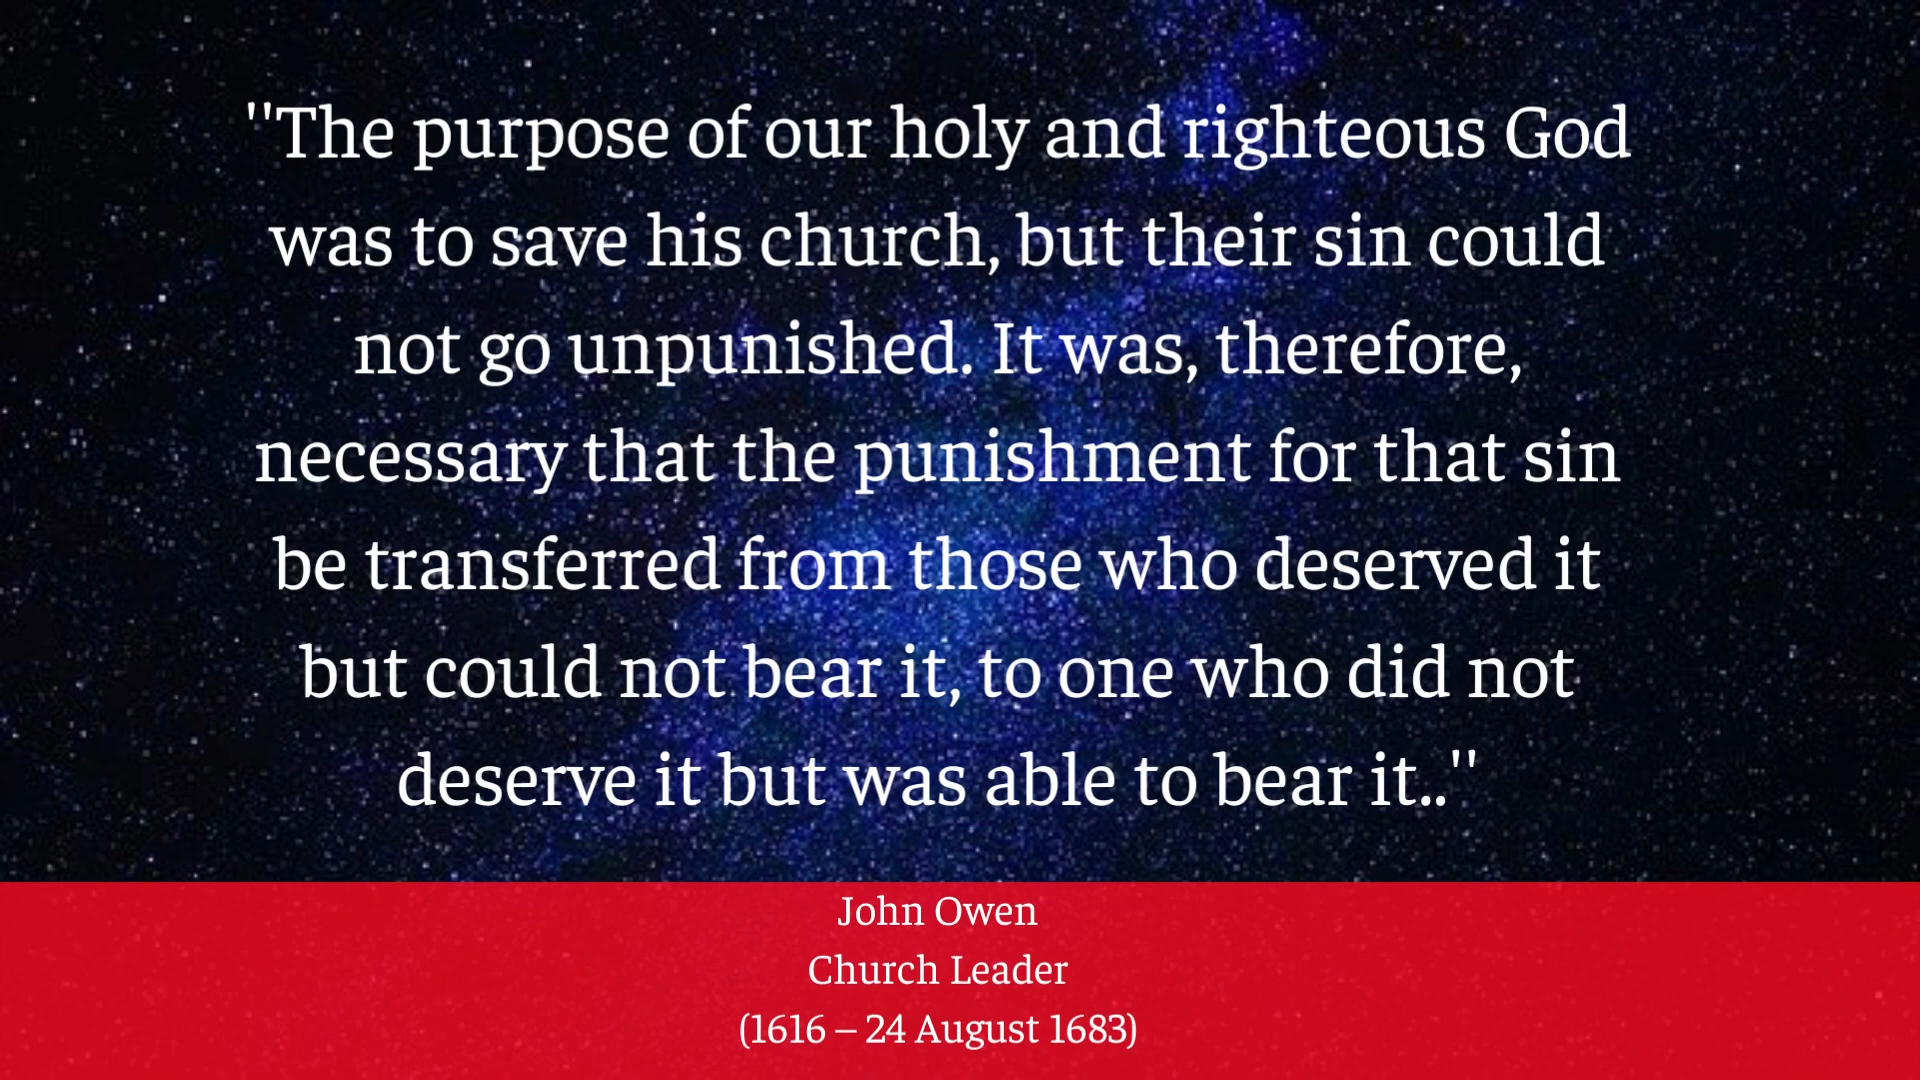 "The purpose of our holy and righteous God
was to save his church, but their sin could
not go unpunished. It was, therefore,
necessary that the punishment for that sin
be transferred from those who deserved it
but could not bear it, to one who did not
deserve it but was able to bear it.."
John Owen
Church Leader
(1616 – 24 August 1683)